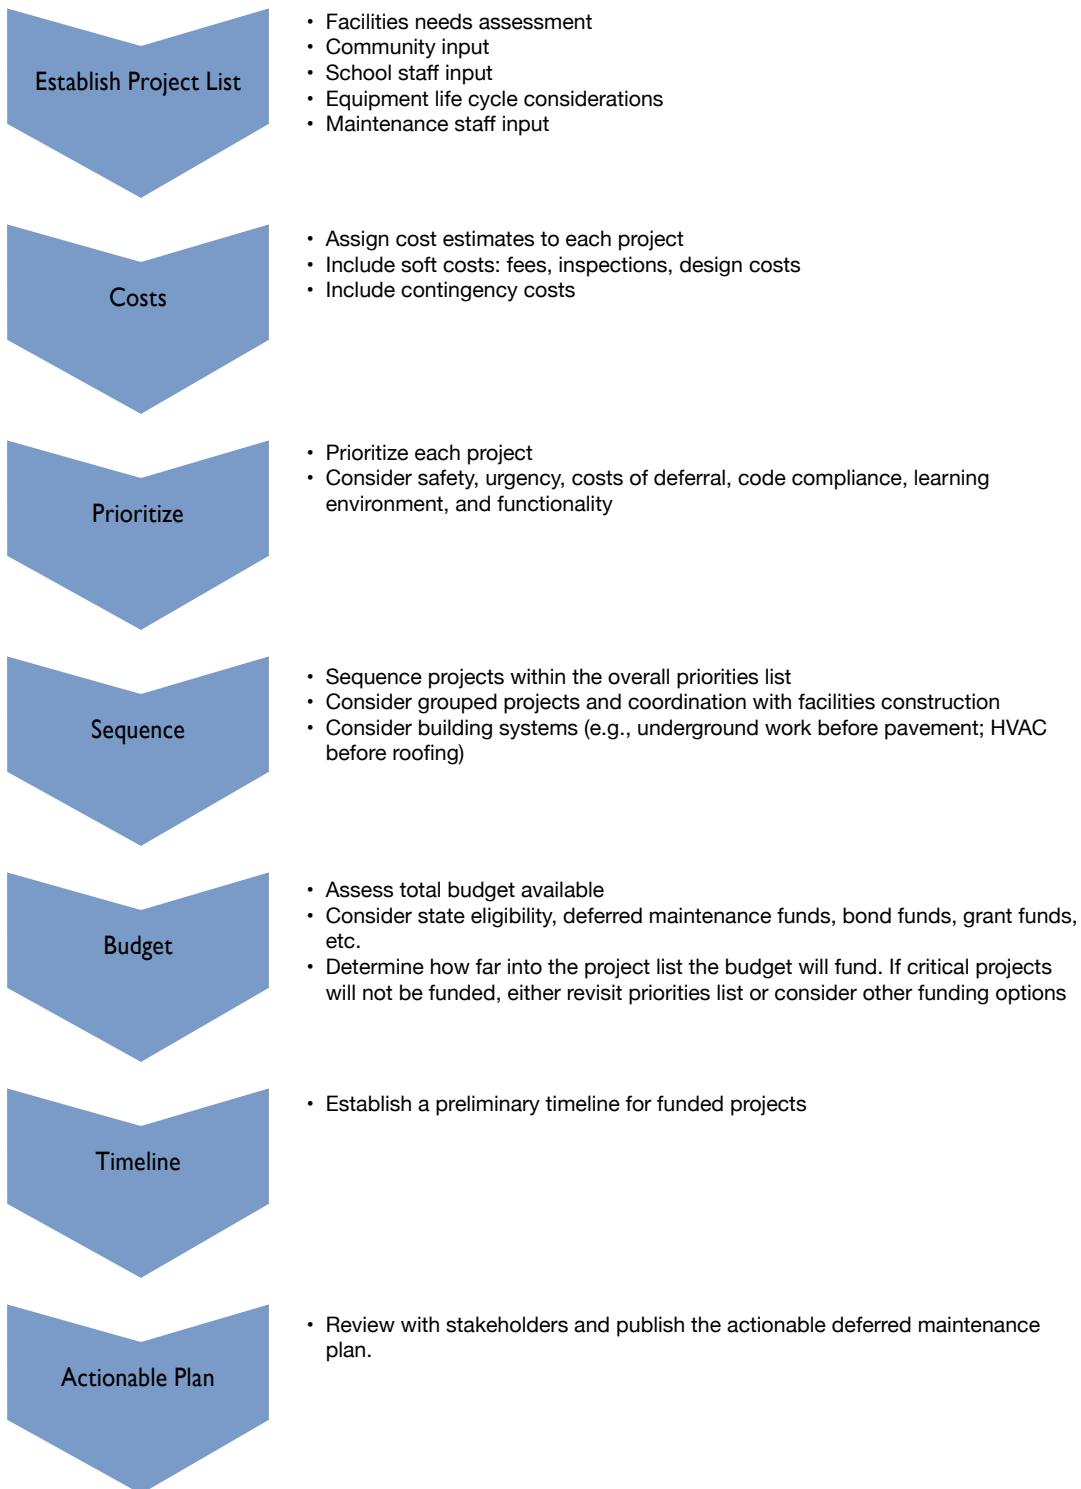 Establish Project List
• Facilities needs assessment
• Community input
• School staff input
• Equipment life cycle considerations
• Maintenance staff input
Costs
• Assign cost estimates to each project
• Include soft costs: fees, inspections, design costs
• Include contingency costs
Prioritize
• Prioritize each project
• Consider safety, urgency, costs of deferral, code compliance, learning
environment, and functionality
Sequence
• Sequence projects within the overall priorities list
• Consider grouped projects and coordination with facilities construction
• Consider building systems (e.g., underground work before pavement; HVAC
before roofing)
Budget
• Assess total budget available
• Consider state eligibility, deferred maintenance funds, bond funds, grant funds,
etc.
• Determine how far into the project list the budget will fund. If critical projects
will not be funded, either revisit priorities list or consider other funding options
Timeline
• Establish a preliminary timeline for funded projects
Actionable Plan
• Review with stakeholders and publish the actionable deferred maintenance
plan.